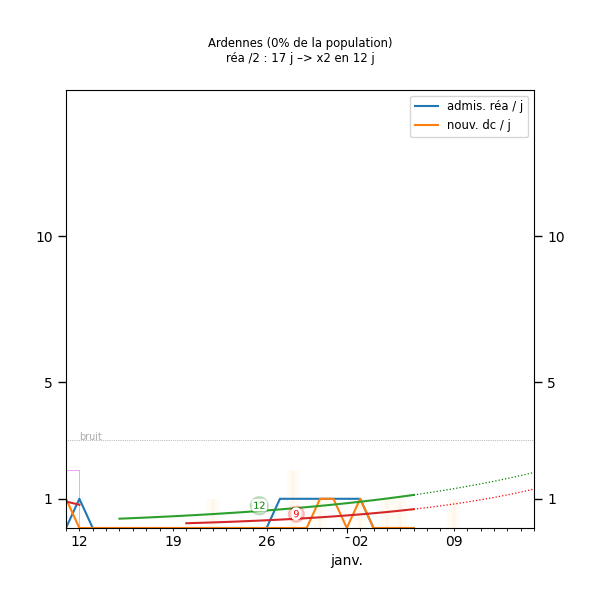 Ardennes (0% de la population)
réa /2 : 17 j –> x2 en 12 j
admis. réa / j
nouv. dc / j
10 10
5 5
bruit
1 1
12
9
12 19 26 02 09
janv.